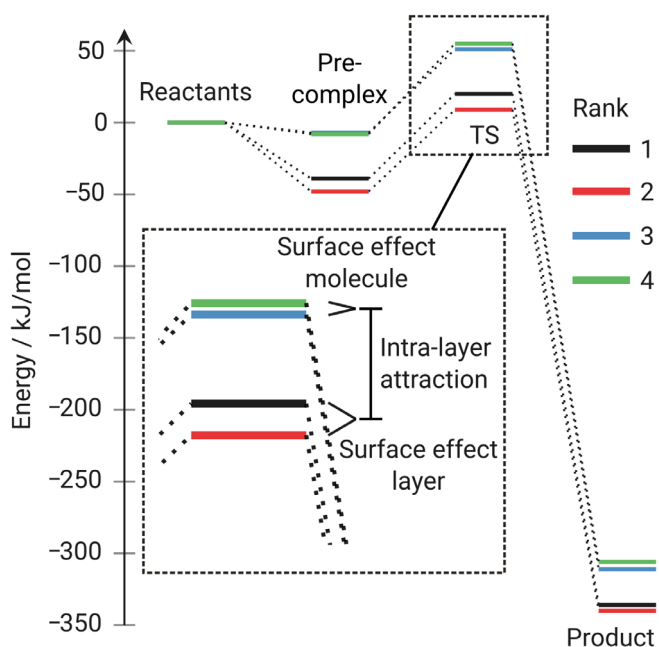 50
0
−50
−100
−150
−200
−250
−300
−350
Energy / kJ/mol
Reactants
Pre-
complex
TS
Rank
1
2
3
4
Surface effect
molecule
Intra-layer
attraction
Surface effect
layer
Product